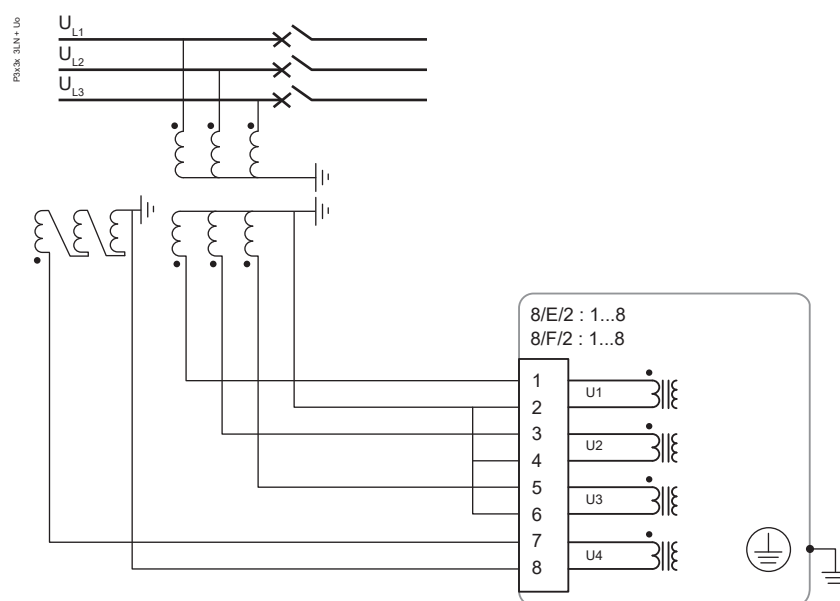 P3x3x 3LN + Uo
UL1
UL2
UL3
8/E/2 : 1...8
8/F/2 : 1...8
1
2
3
4
5
6
7
8
U1
U2
U3
U4